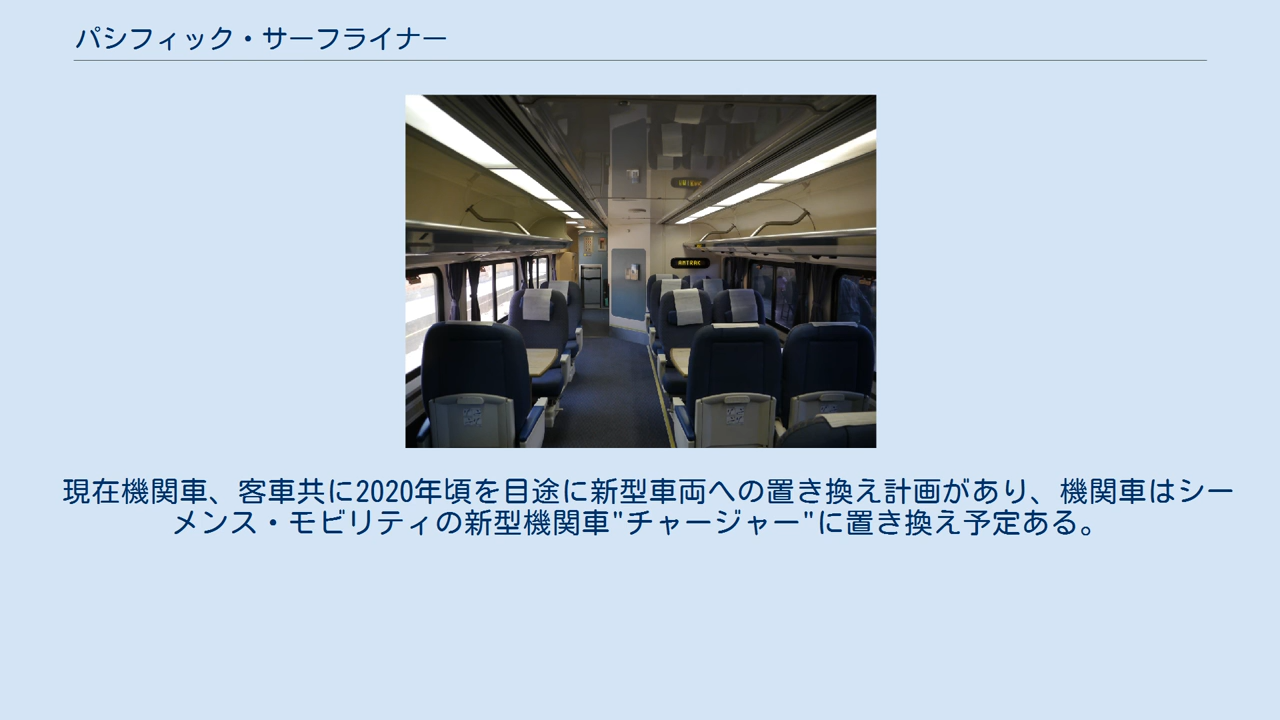 パシフィック・サーフライナー
AMTRAC
現在機関車、客車共に2020年頃を目途に新型車両への置き換え計画があり、機関車はシー
メンス・モビリティの新型機関車"チャージャー"に置き換え予定ある。